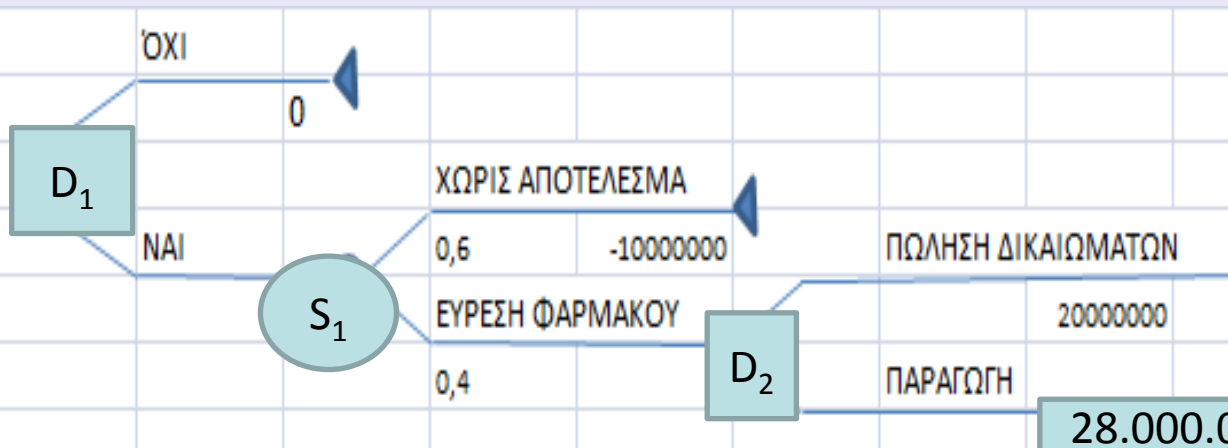 ΌΧΙ
0
D1
ΧΩΡΙΣ ΑΠΟΤΕΛΕΣΜΑ
ΝΑΙ
0,6 -10000000
ΠΩΛΗΣΗ ΔΙΚΑΙΩΜΑΤΩΝ
S1
ΕΥΡΕΣΗ ΦΑΡΜΑΚΟΥ
20000000
D2
0,4
ΠΑΡΑΓΩΓΗ